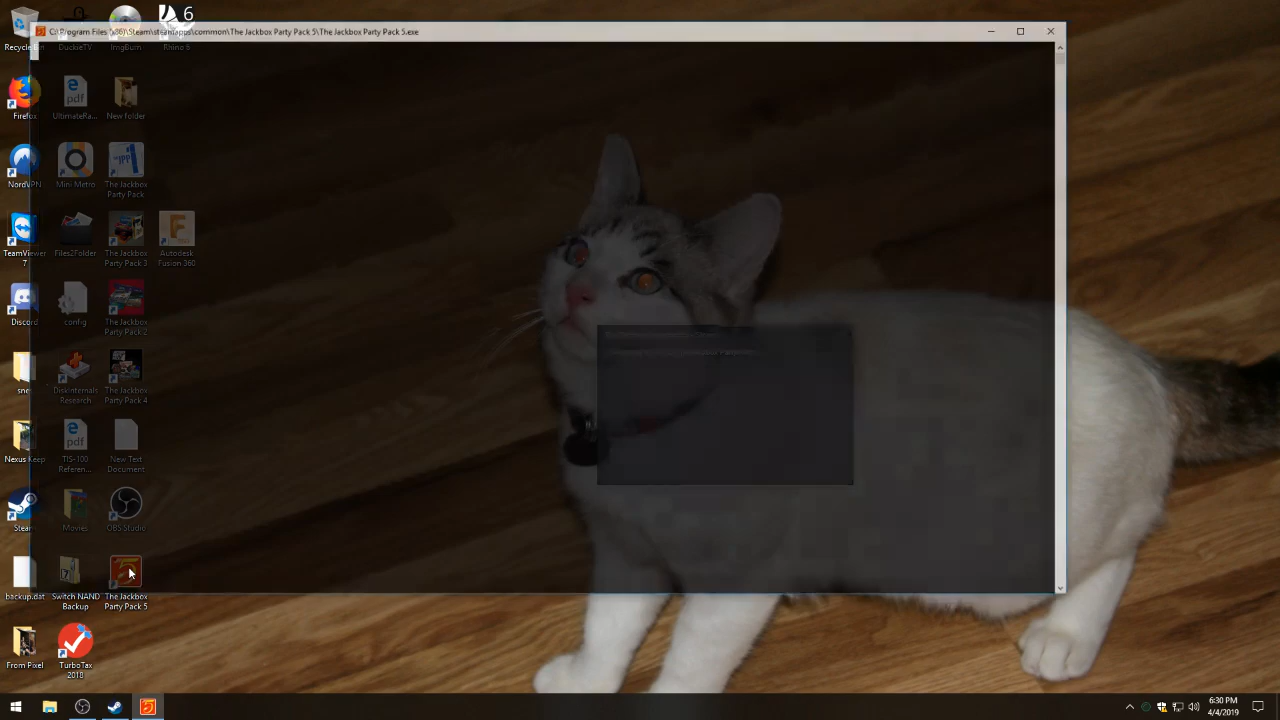 C:\Program Files (x86)\Steam\steamapps\common\The Jackbox Party Pack 5\The Jackbox Party Pack 5.exe
6
Recycle Bin
DuckieTV
ImgBurn
Rhino 6
Firefox
UltimateRa...
New folder
NordVPN
Mini Metro
The Jackbox
Party Pack
TeamViewer
7
Files2Folder
The Jackbox
Party Pack 3
Autodesk
Fusion 360
Discord
config
The Jackbox
Party Pack 2
snes
DiskInternals
Research
The Jackbox
Party Pack 4
Nexus Keep
TIS-100
Referen...
New Text
Document
Steam
Movies
OBS Studio
backup.dat
Switch NAND
Backup
The Jackbox
Party Pack 5
From Pixel
TurboTax
2018
6:30 PM
4/4/2019